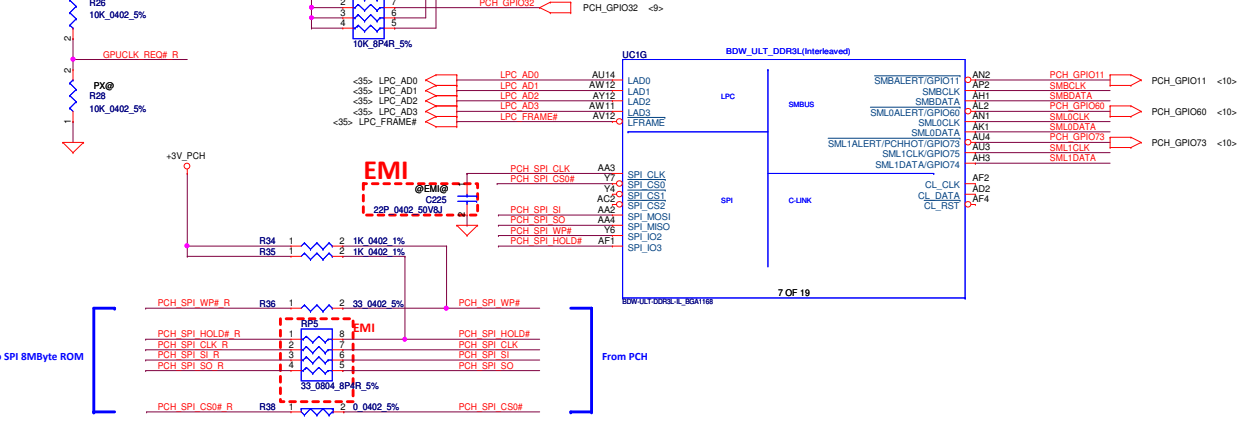 R26
10K_0402_5%
2
GPUCLK_REQ#_R
2
PX@
R28
10K_0402_5%
1
2 7 PCH_GPIO32 PCH_GPIO32 <9>
3 6
4 5
10K_8P4R_5%
UC1G
BDW_ULT_DDR3L(Interleaved)
<35> LPC_AD0 LPC_AD0 AU14 LAD0
<35> LPC_AD1 LPC_AD1 AW12 LAD1
<35> LPC_AD2 LPC_AD2 AY12 LAD2
<35> LPC_AD3 LPC_AD3 AW11 LAD3
<35> LPC_FRAME# LPC_FRAME# AV12 LFRAME
LPC
SMBUS
SMBALERT/GPIO11 AN2 PCH_GPIO11 PCH_GPIO11 <10>
SMBCLK AP2 SMBCLK
SMBDATA AH1 SMBDATA
SML0ALERT/GPIO60 AL2 PCH_GPIO60 PCH_GPIO60 <10>
SML0CLK AN1 SML0CLK
SML0DATA AK1 SML0DATA
SML1ALERT/PCHHOT/GPIO73 AU4 PCH_GPIO73 PCH_GPIO73 <10>
SML1CLK/GPIO75 AU3 SML1CLK
SML1DATA/GPIO74 AH3 SML1DATA
+3V_PCH
EMI
@EMI@
C225
22P_0402_50V8J
2
PCH_SPI_CLK AA3 SPI_CLK
PCH_SPI_CS0# Y7 SPI_CS0
Y4 SPI_CS1
AC2 SPI_CS2
PCH_SPI_SI AA2 SPI_MOSI
PCH_SPI_SO AA4 SPI_MISO
PCH_SPI_WP# Y6 SPI_IO2
PCH_SPI_HOLD# AF1 SPI_IO3
SPI
C-LINK
CL_CLK AF2
CL_DATA AD2
CL_RST AF4
7 OF 19
BDW-ULT-DDR3L-IL_BGA1168
R34 1 2 1K_0402_1%
R35 1 2 1K_0402_1%
PCH_SPI_WP#_R R36 1 2 33_0402_5% PCH_SPI_WP#
RP5
EMI
PCH_SPI_HOLD#_R 1 8 PCH_SPI_HOLD#
PCH_SPI_CLK_R 2 7 PCH_SPI_CLK
PCH_SPI_SI_R 3 6 PCH_SPI_SI
PCH_SPI_SO_R 4 5 PCH_SPI_SO
33_0804_8P4R_5%
PCH_SPI_CS0#_R R38 1 2 0_0402_5% PCH_SPI_CS0#
SPI 8MByte ROM
From PCH